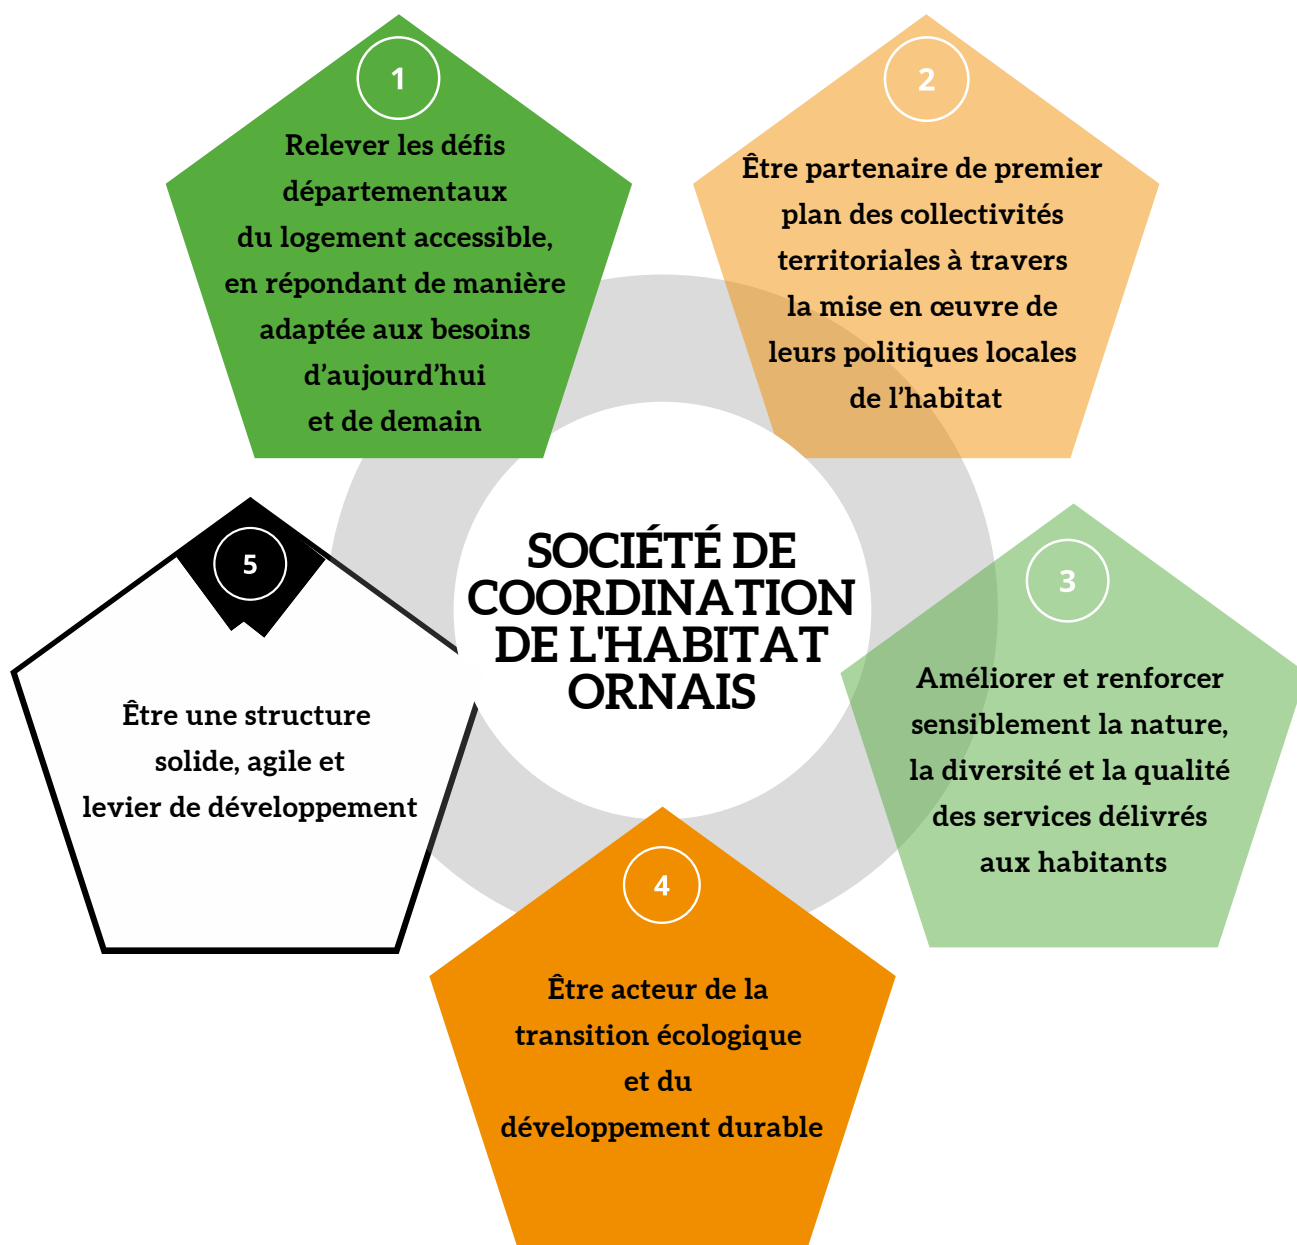 1
Relever les défis
départementaux
du logement accessible,
en répondant de manière
adaptée aux besoins
d’aujourd’hui
et de demain
2
Être partenaire de premier
plan des collectivités
territoriales à travers
la mise en œuvre de
leurs politiques locales
de l’habitat
SOCIÉTÉ DE
COORDINATION
DE L'HABITAT
ORNAIS
3
Améliorer et renforcer
sensiblement la nature,
la diversité et la qualité
des services délivrés
aux habitants
4
Être acteur de la
transition écologique
et du
développement durable
5
Être une structure
solide, agile et
levier de développement